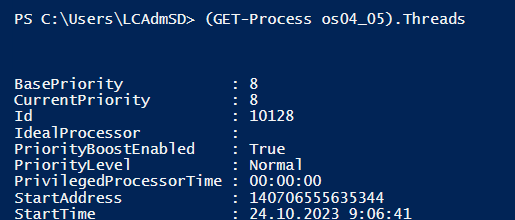 PS C:\Users\LCAdmSD> (GET-Process os04_05).Threads
BasePriority : 8
CurrentPriority : 8
Id : 10128
IdealProcessor :
PriorityBoostEnabled : True
PriorityLevel : Normal
PrivilegedProcessorTime : 00:00:00
StartAddress : 140706555635344
StartTime : 24.10.2023 9:06:41